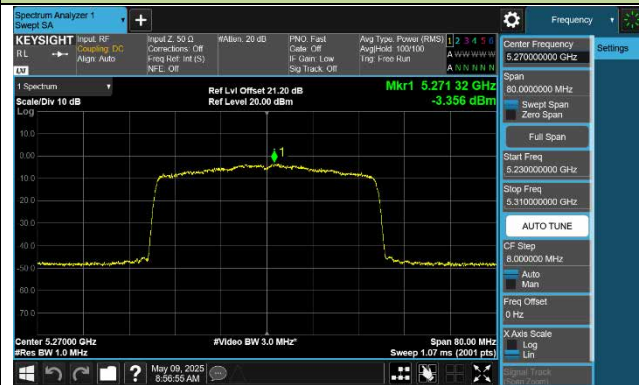 Spectrum Analyzer 1
Swept SA
Frequency
KEYSIGHT
RL
LXI
Input: RF
Coupling: DC
Align: Auto
Input Z: 50 Ω
Corrections: Off
Freq Ref: Int (S)
NFE: Off
#Atten: 20 dB
PNO: Fast
Gate: Off
IF Gain: Low
Sig Track: Off
Avg Type: Power (RMS)
Avg|Hold: 100/100
Trig: Free Run
1 2 3 4 5 6
A W W W W W
A N N N N N
Center Frequency
5.270000000 GHz
Settings
Span
80.0000000 MHz
Swept Span
Zero Span
Full Span
Start Freq
5.230000000 GHz
Stop Freq
5.310000000 GHz
AUTO TUNE
CF Step
8.000000 MHz
Auto
Man
Freq Offset
0 Hz
X Axis Scale
Log
Lin
Signal Track
(Span Zoom)
1 Spectrum
Scale/Div 10 dB
Log
Ref Lvl Offset 21.20 dB
Ref Level 20.00 dBm
Mkr1 5.271 32 GHz
-3.356 dBm
1
10.0
0.00
-10.0
-20.0
-30.0
-40.0
-50.0
-60.0
-70.0
Center 5.27000 GHz
#Res BW 1.0 MHz
#Video BW 3.0 MHz*
Span 80.00 MHz
Sweep 1.07 ms (2001 pts)
?
May 09, 2025
8:56:55 AM